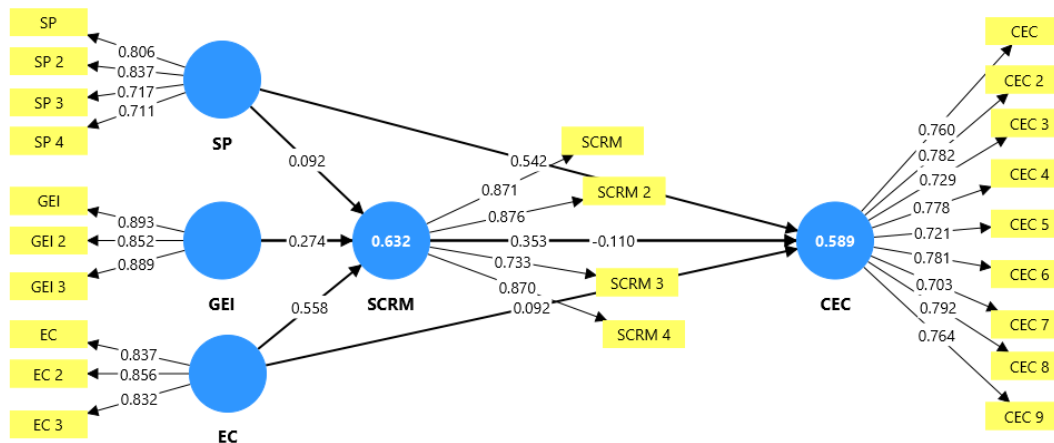 SP
SP 2
SP 3
SP 4
0.806
0.837
0.717
0.711
SP
0.092
0.542
GEI
GEI 2
GEI 3
0.893
0.852
0.889
GEI
0.274
EC
EC 2
EC 3
0.837
0.856
0.832
EC
0.558
0.092
0.632
SCRM
0.353
-0.110
0.871
0.876
0.733
0.870
SCRM
SCRM 2
SCRM 3
SCRM 4
0.589
CEC
0.760
0.782
0.729
0.778
0.721
0.781
0.703
0.792
0.764
CEC
CEC 2
CEC 3
CEC 4
CEC 5
CEC 6
CEC 7
CEC 8
CEC 9